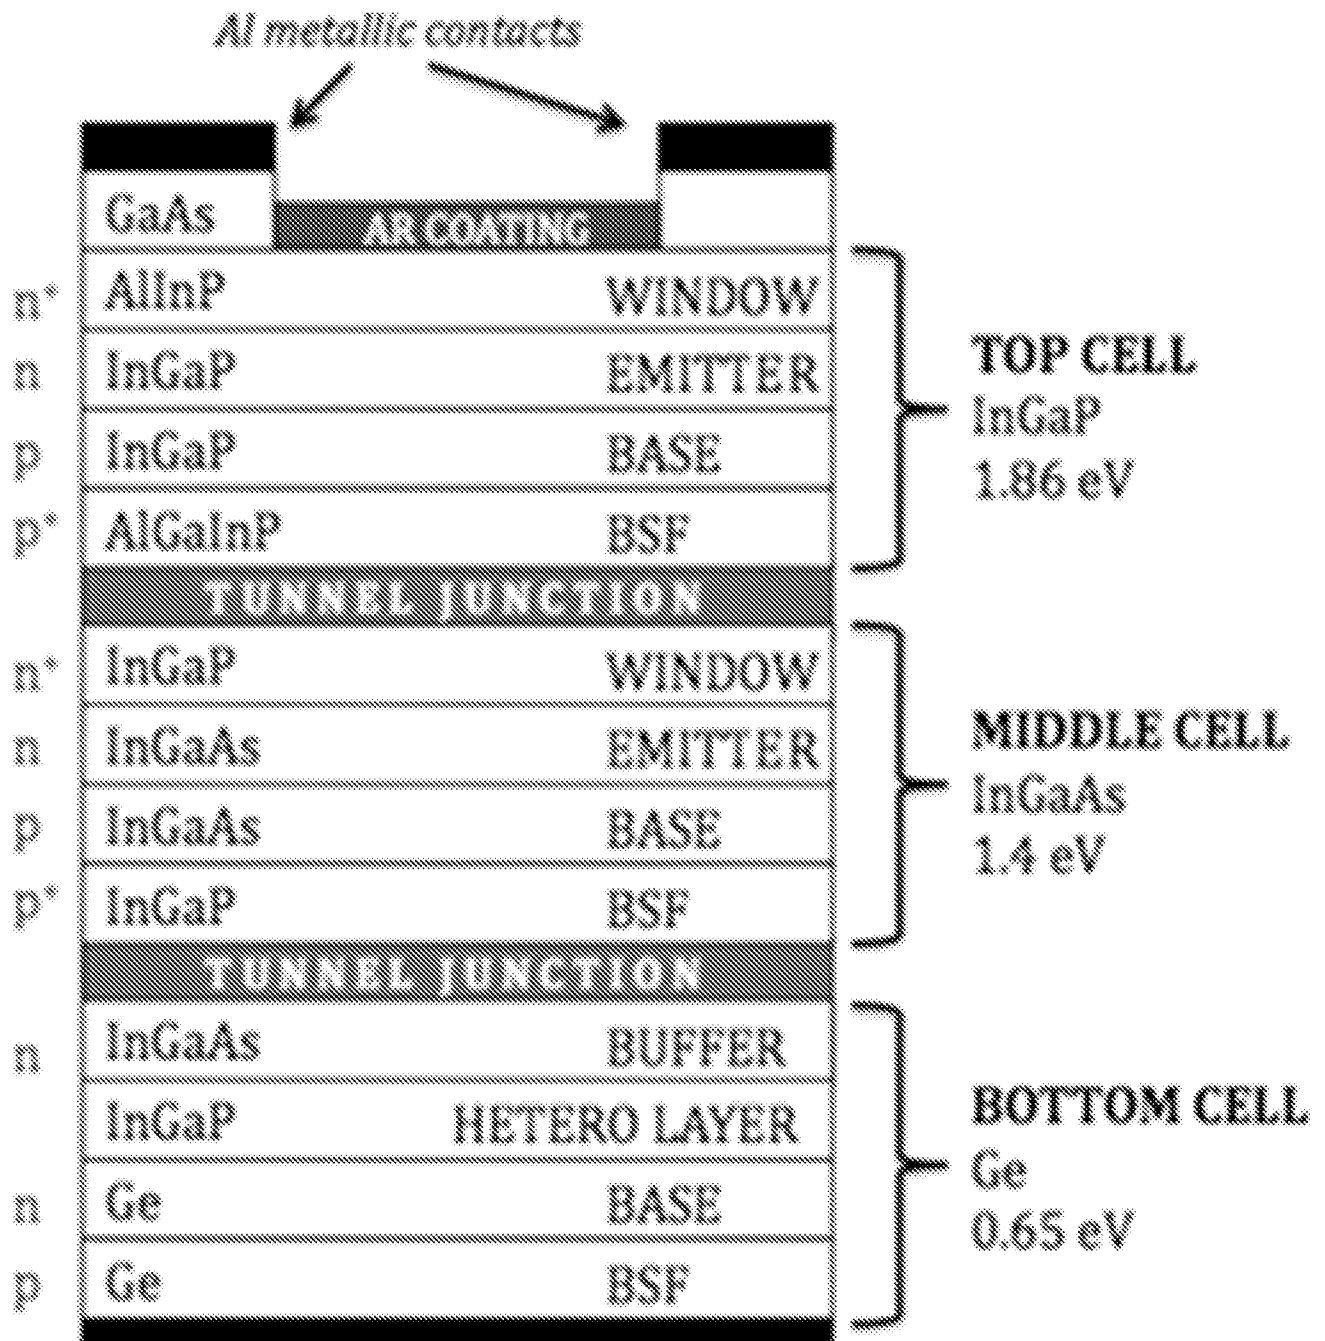 Al metallic contacts
GaAs
AR COATING
n+ AlInP WINDOW
n InGaP EMITTER
p InGaP BASE
p+ AlGaInP BSF
TOP CELL
InGaP
1.86 eV
TUNNEL JUNCTION
n+ InGaP WINDOW
n InGaAs EMITTER
p InGaAs BASE
p+ InGaP BSF
MIDDLE CELL
InGaAs
1.4 eV
TUNNEL JUNCTION
n InGaAs BUFFER
InGaP HETERO LAYER
n Ge BASE
p Ge BSF
BOTTOM CELL
Ge
0.65 eV